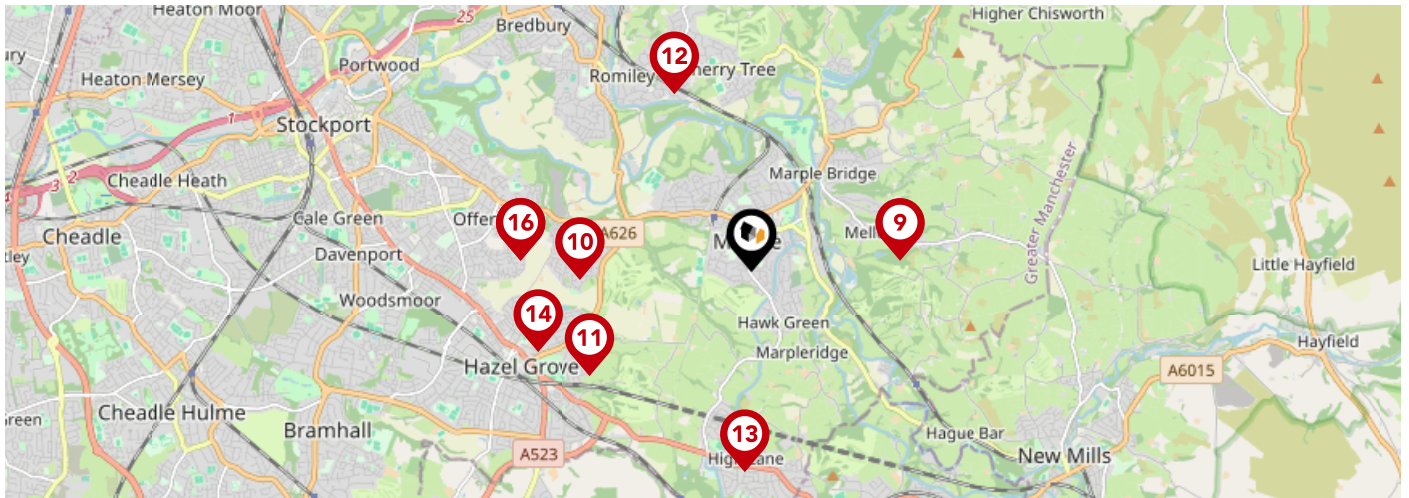 Heaton Moor
25
Higher Chisworth
Bredbury
12
Portwood
Heaton Mersey
Romiley
herry Tree
1
Stockport
Marple Bridge
3
2
Cheadle Heath
Greater Manchester
Cale Green
Offer
16
10
A626
9
Mell
Cheadle
Davenport
Little Hayfield
Woodsmoor
14
11
Hawk Green
Marpleridge
Hayfield
Hazel Grove
A6015
Cheadle Hulme
Bramhall
13
Hague Bar
A523
New Mills